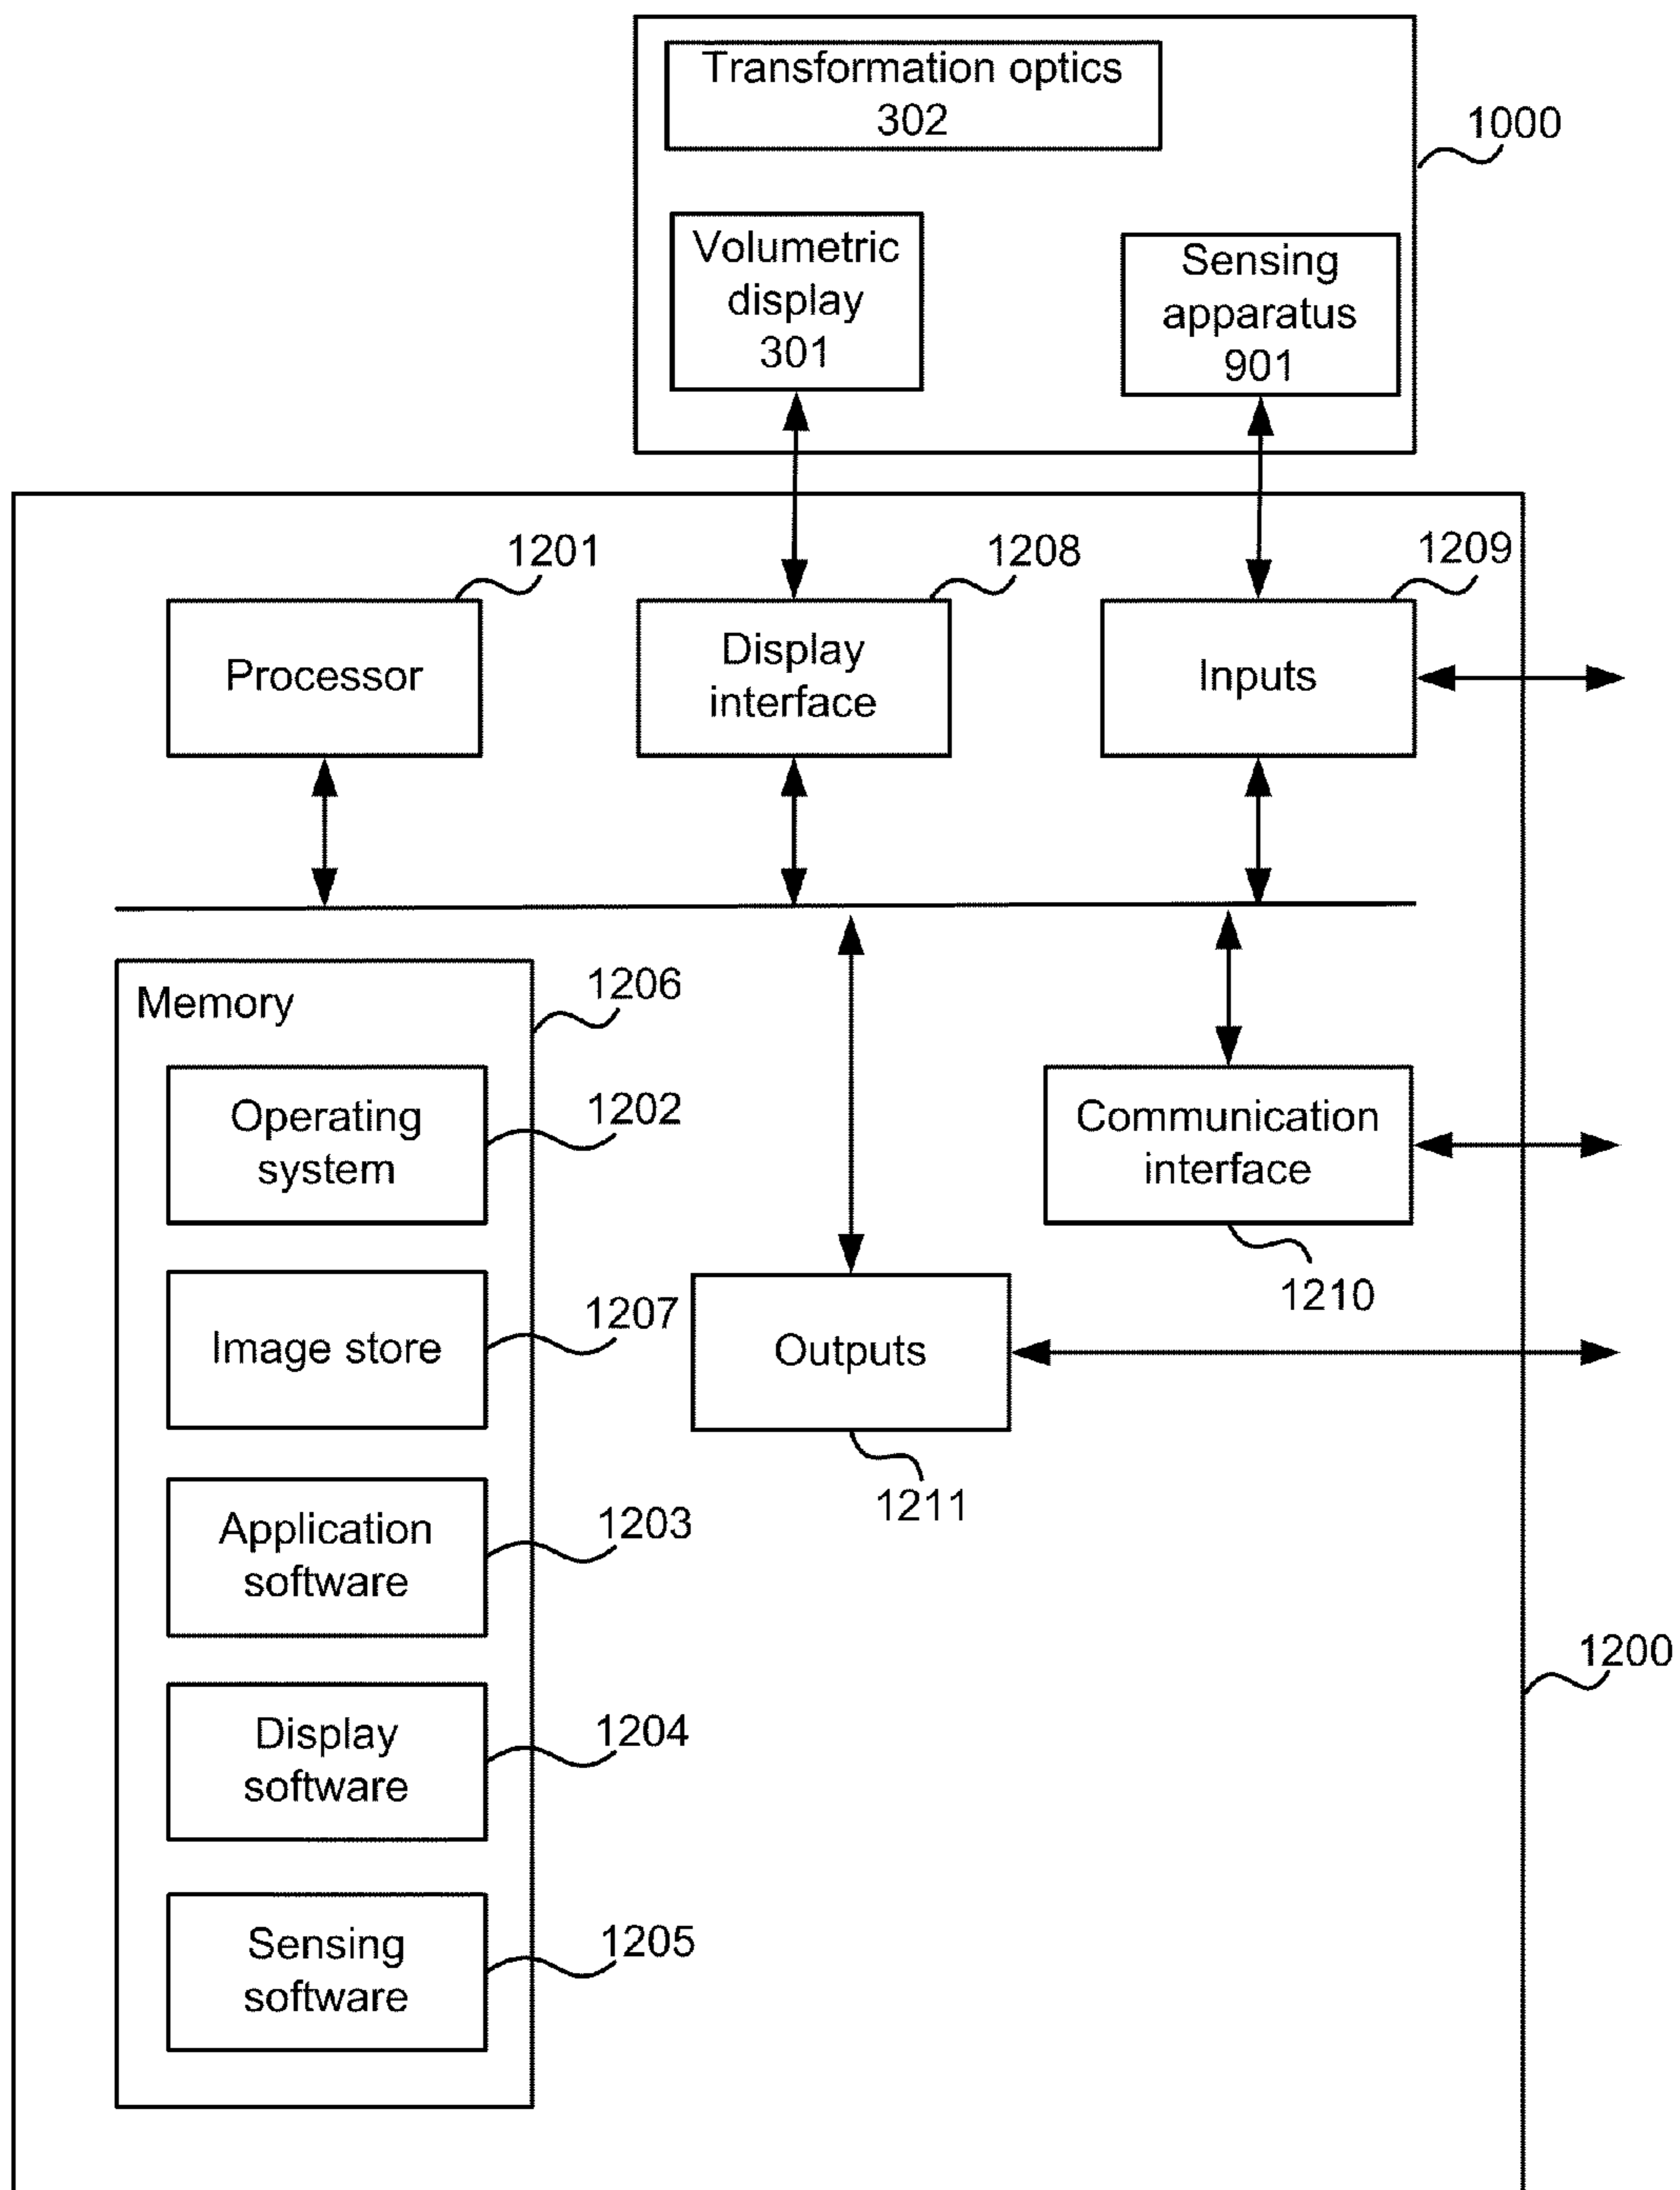 Transformation optics
302
1000
Volumetric
display
301
Sensing
apparatus
901
1201
1208
1209
Processor
Display
interface
Inputs
Memory
1206
Operating
system
1202
Communication
interface
1210
Image store
1207
Outputs
1211
Application
software
1203
1200
Display
software
1204
Sensing
software
1205